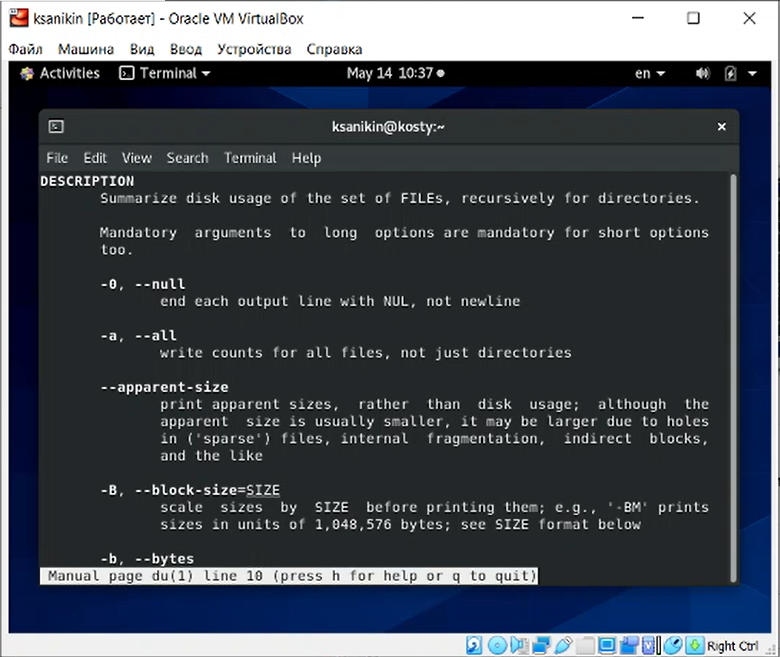 ksanikin [Работает] - Oracle VM VirtualBox
Файл Машина Вид Ввод Устройства Справка
Activities Terminal May 14 10:37 en
ksanikin@kosty:~
File Edit View Search Terminal Help
DESCRIPTION
Summarize disk usage of the set of FILEs, recursively for directories.
Mandatory arguments to long options are mandatory for short options
too.
-0, --null
end each output line with NUL, not newline
-a, --all
write counts for all files, not just directories
--apparent-size
print apparent sizes, rather than disk usage; although the
apparent size is usually smaller, it may be larger due to holes
in ('sparse') files, internal fragmentation, indirect blocks,
and the like
-B, --block-size=SIZE
scale sizes by SIZE before printing them; e.g., '-BM' prints
sizes in units of 1,048,576 bytes; see SIZE format below
-b, --bytes
Manual page du(1) line 10 (press h for help or q to quit)
Right Ctrl